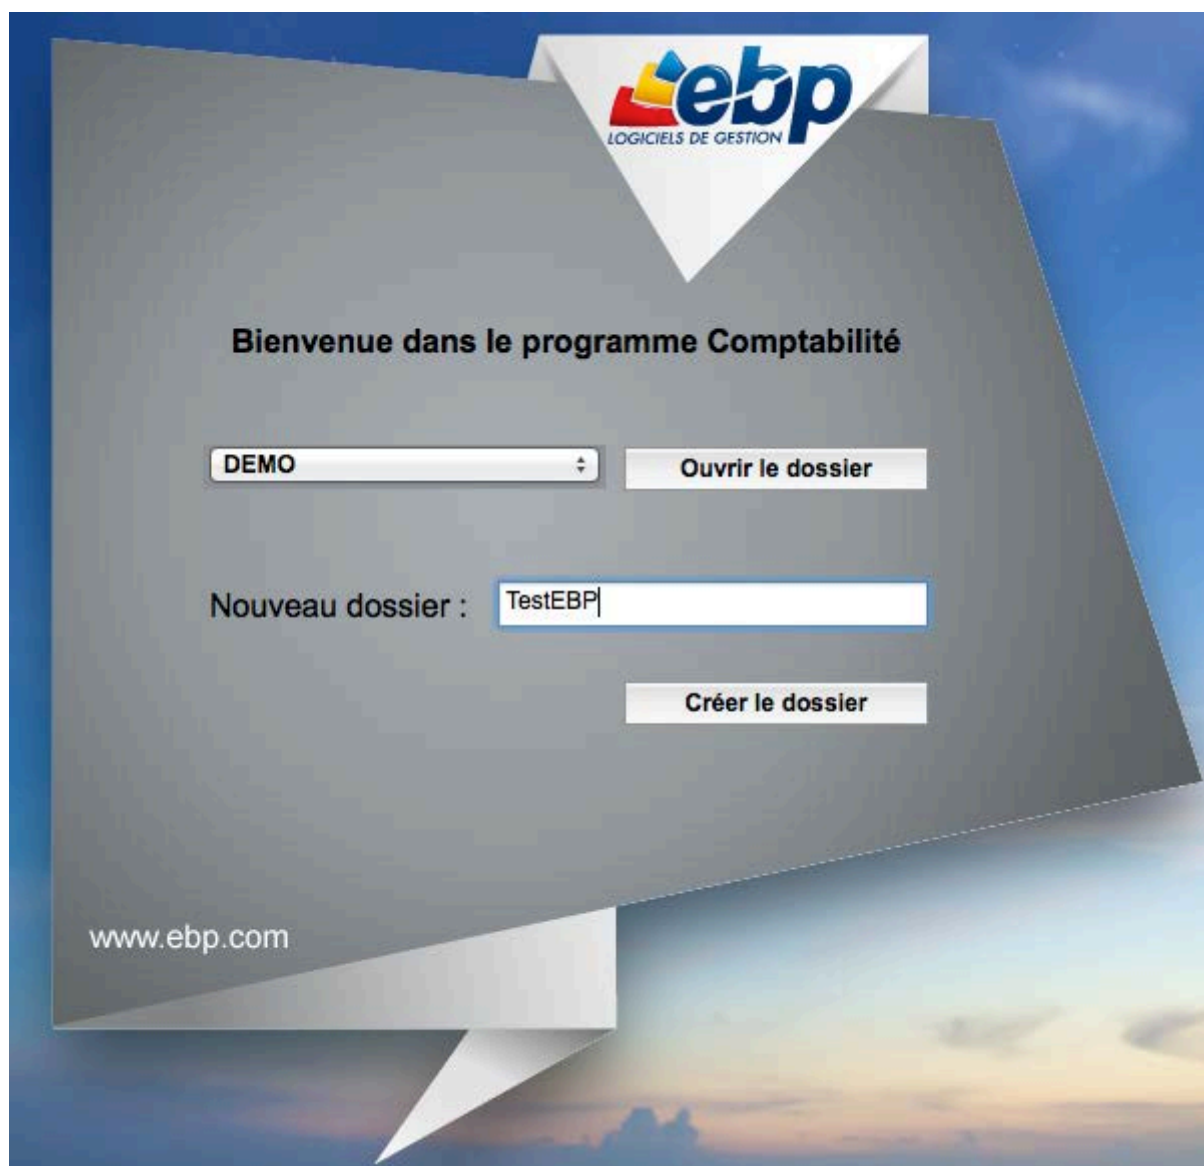 ebp
LOGICIELS DE GESTION
Bienvenue dans le programme Comptabilité
DEMO
Ouvrir le dossier
Nouveau dossier :
TestEBP
Créer le dossier
www.ebp.com